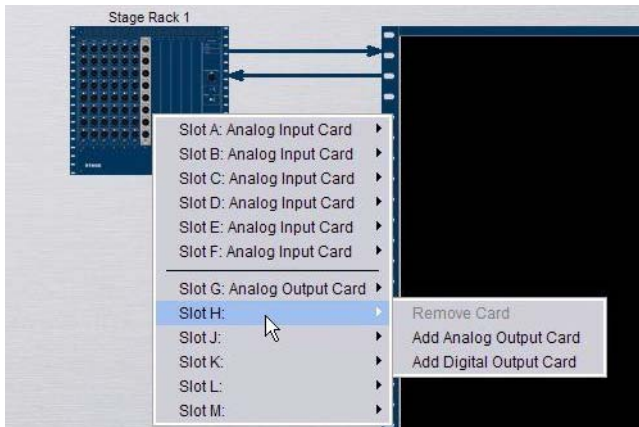 Stage Rack 1
STAGE
Slot A: Analog Input Card
Slot B: Analog Input Card
Slot C: Analog Input Card
Slot D: Analog Input Card
Slot E: Analog Input Card
Slot F: Analog Input Card
Slot G: Analog Output Card
Slot H:
Slot J:
Slot K:
Slot L:
Slot M:
Remove Card
Add Analog Output Card
Add Digital Output Card